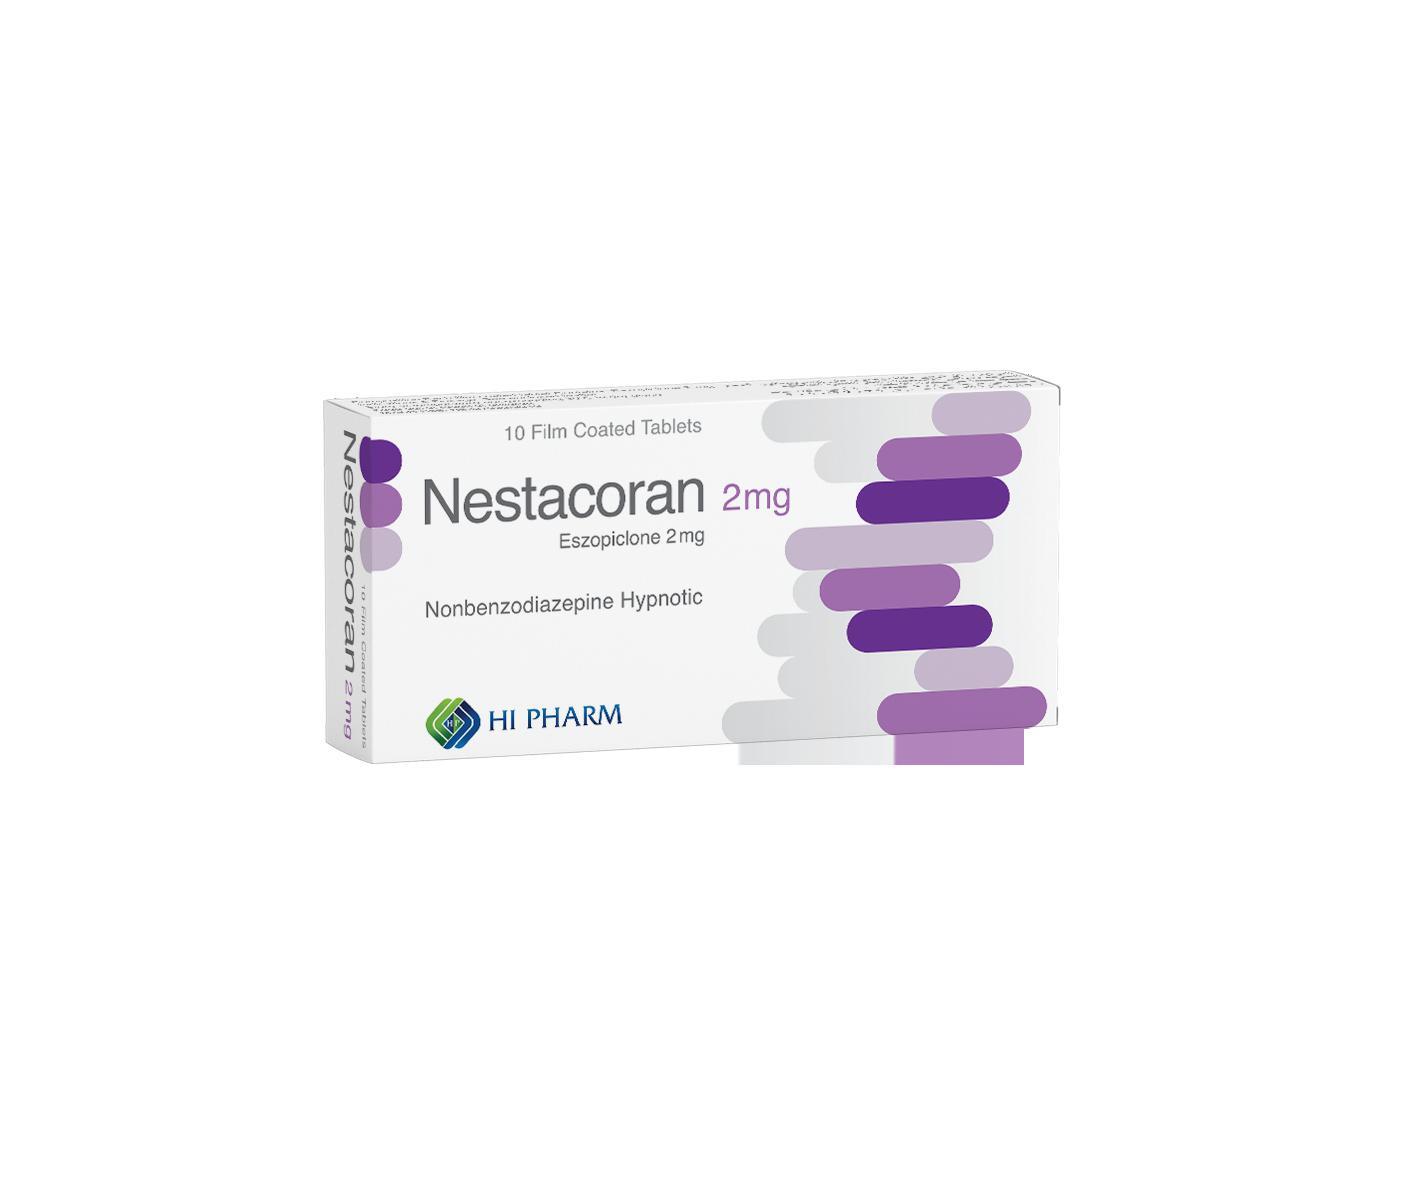 10 Film Coated Tablets
Nestacoran 2mg
Eszopiclone 2mg
Nonbenzodiazepine Hypnotic
HI PHARM
Nestacoran 2mg
10 Film Coated Tablets